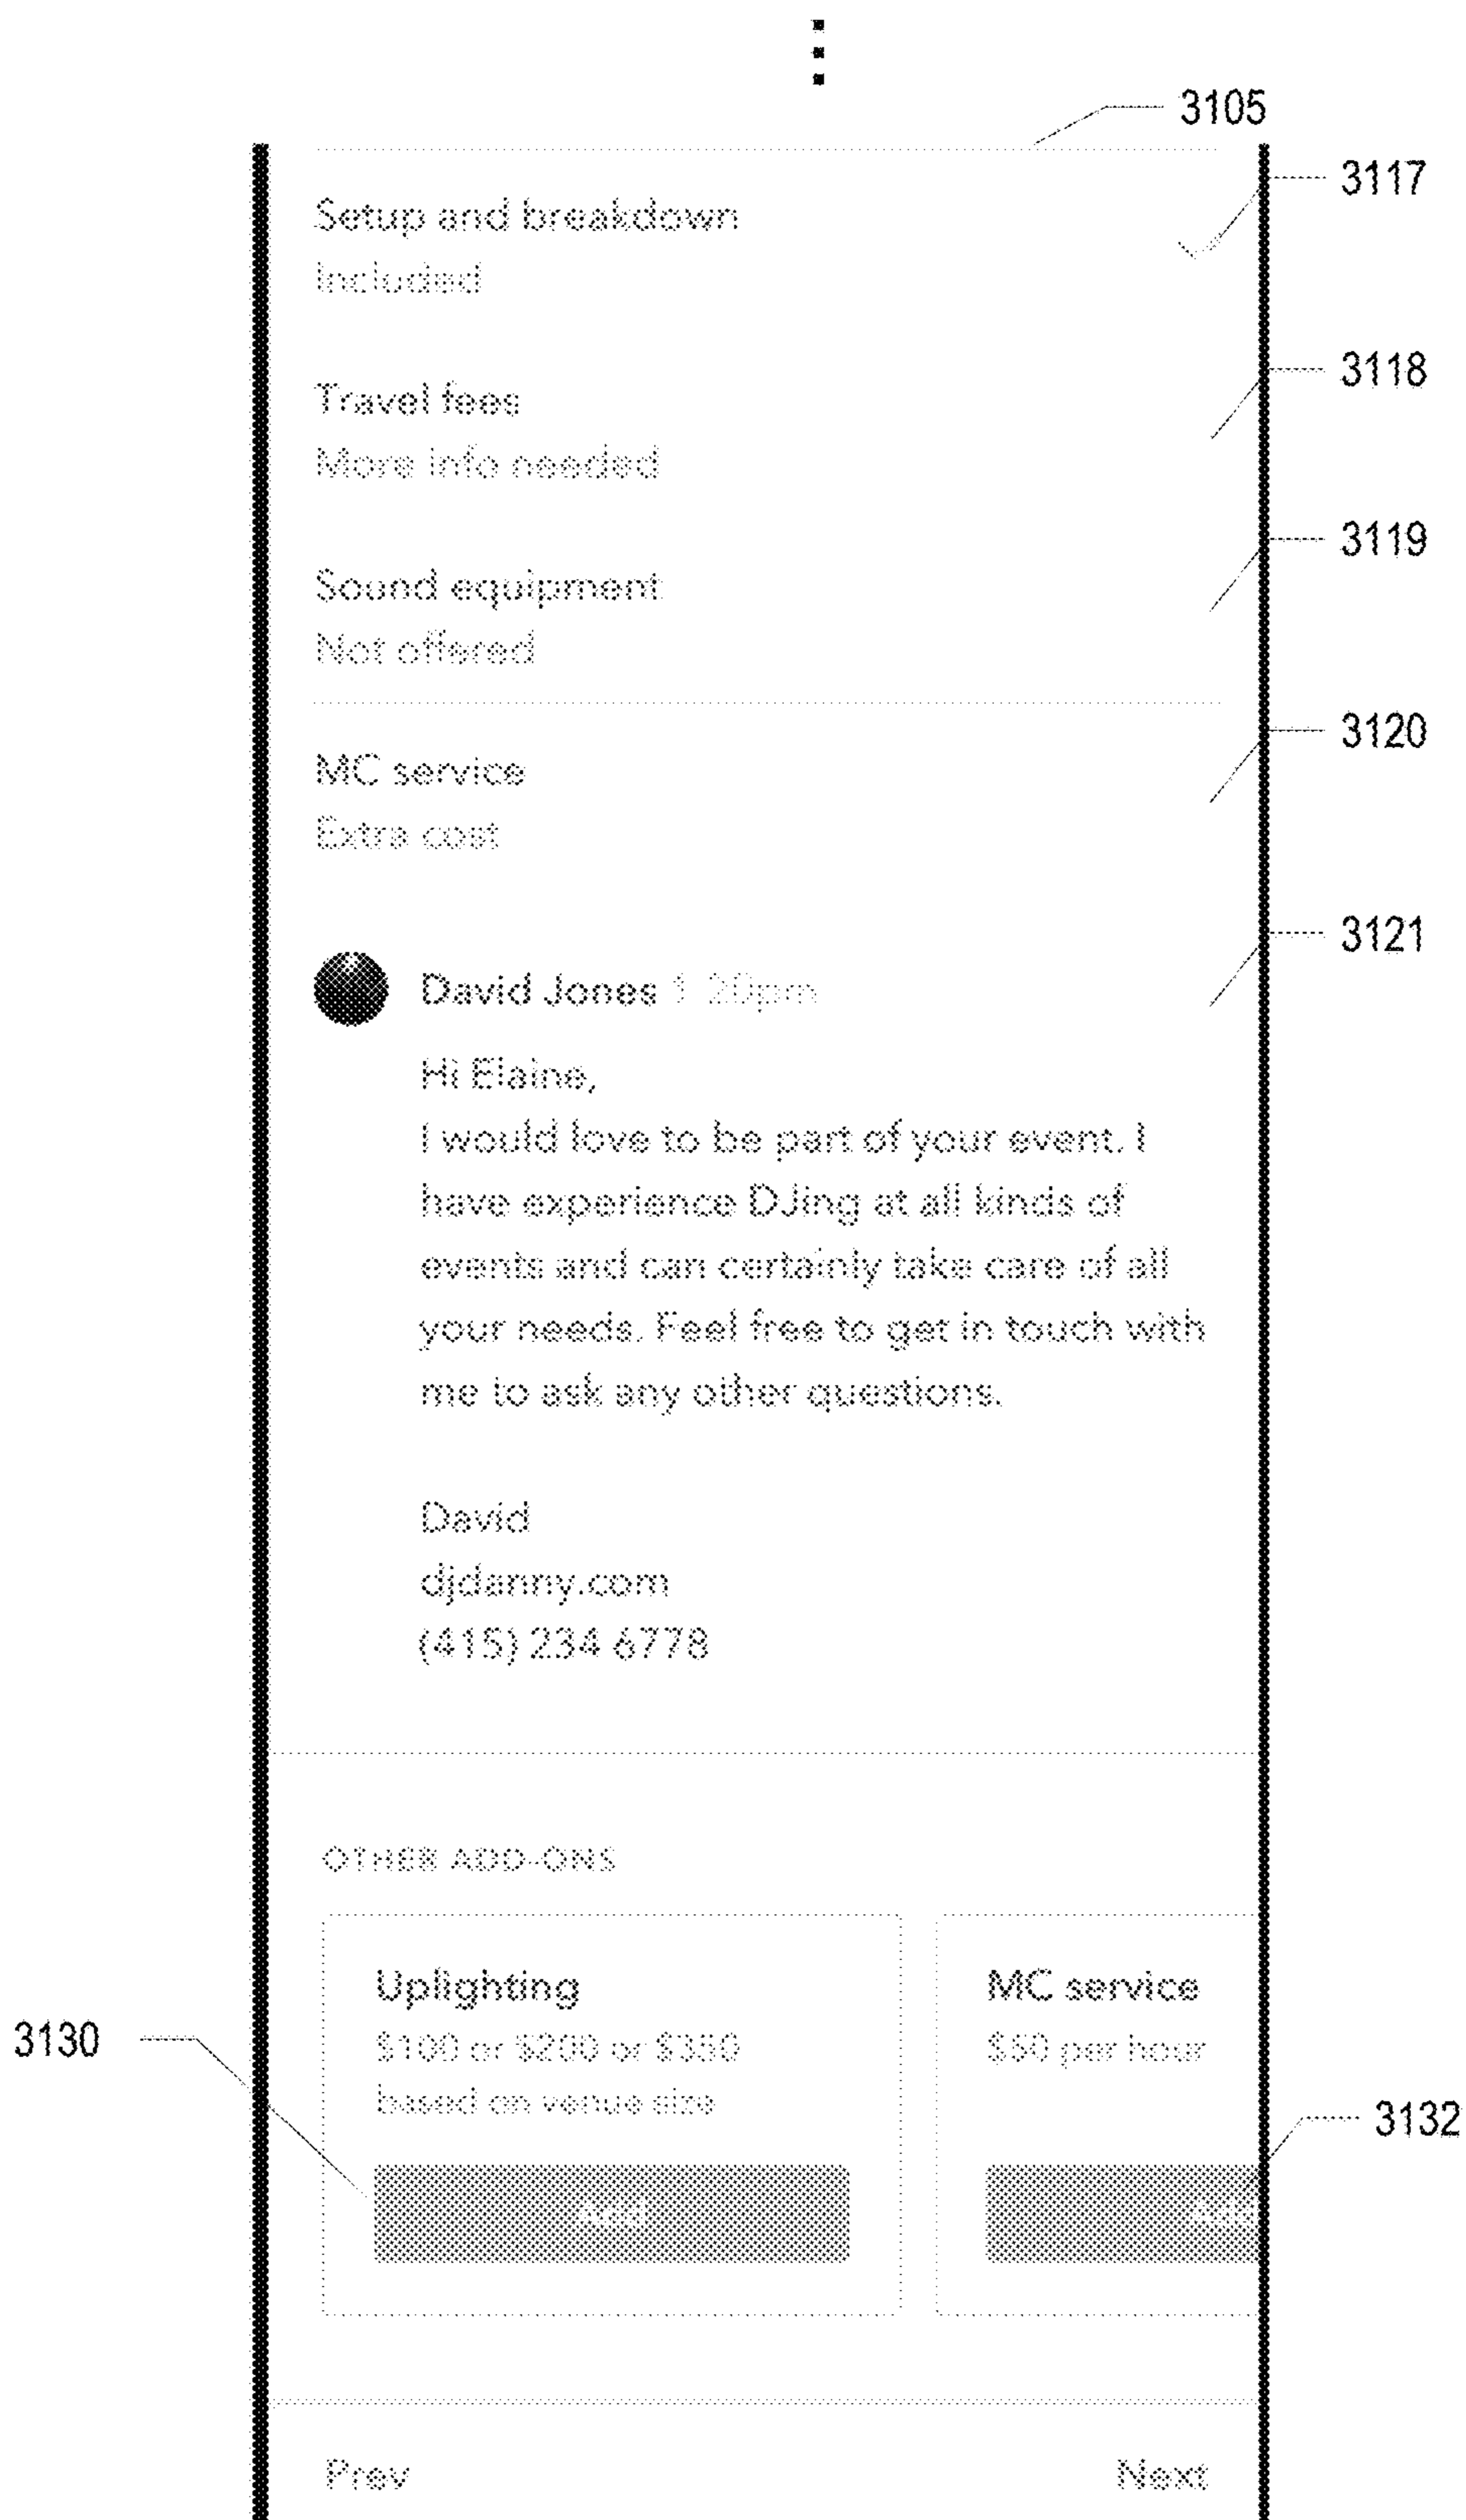 3105
3117
Setup and breakdown
Included
3118
Travel fees
More info needed
3119
Sound equipment
Not offered
3120
MC service
Extra cost
3121
David Jones 1 20pm
Hi Elaine,
I would love to be part of your event. I
have experience DJing at all kinds of
events and can certainly take care of all
your needs. Feel free to get in touch with
me to ask any other questions.
David
djdanny.com
(415) 234 6778
OTHER ADD-ONS
Uplighting
$100 or $200 or $350
based on venue size
Add
3130
MC service
$50 per hour
Add
3132
Prev
Next